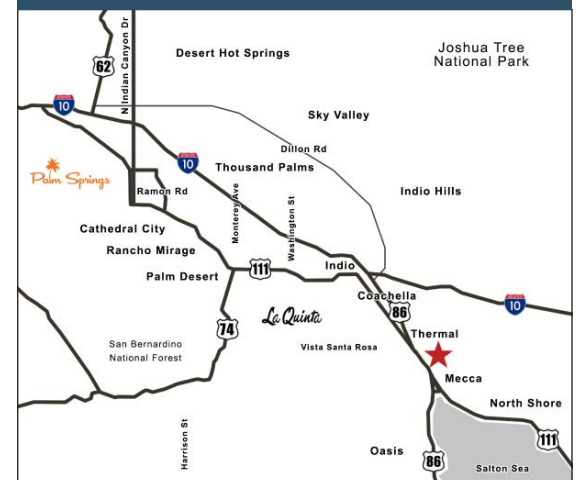 N Indian Canyon Dr
62
Desert Hot Springs
Joshua Tree
National Park
10
Sky Valley
Dillon Rd
10
Thousand Palms
Palm Springs
Ramon Rd
Monterey Ave
Washington St
Indio Hills
Cathedral City
Rancho Mirage
Palm Desert
111
Indio
Coachella
86
10
74
La Quinta
Thermal
San Bernardino
National Forest
Vista Santa Rosa
Mecca
North Shore
Harrison St
Oasis
86
111
Salton Sea